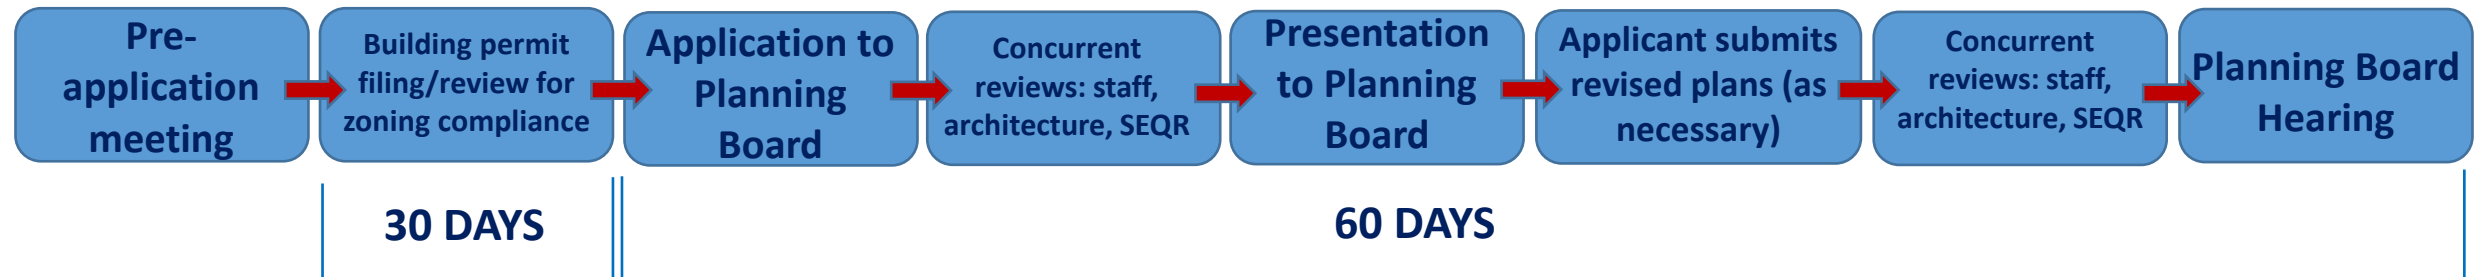 Pre-
application
meeting
Building permit
filing/review for
zoning compliance
Application to
Planning
Board
Concurrent
reviews: staff,
architecture, SEQR
Presentation
to Planning
Board
Applicant submits
revised plans (as
necessary)
Concurrent
reviews: staff,
architecture, SEQR
Planning Board
Hearing
30 DAYS
60 DAYS